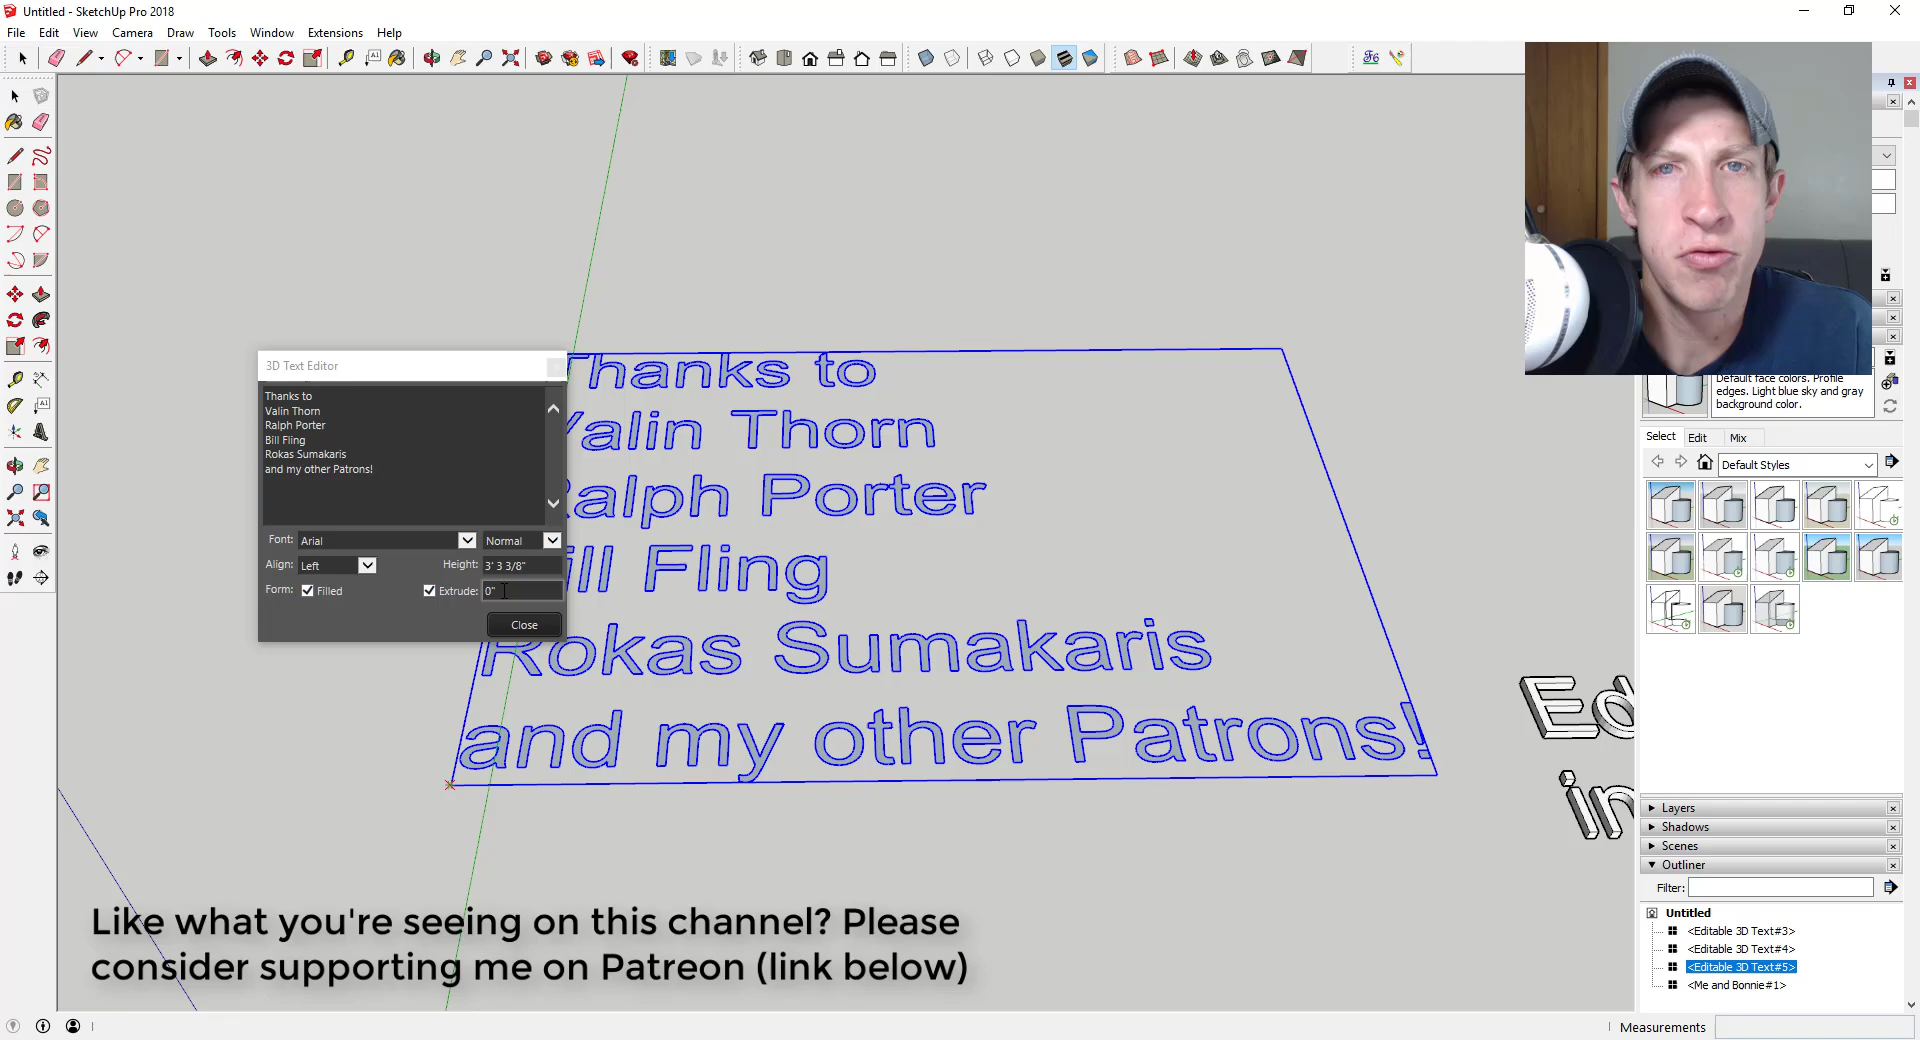 Untitled - SketchUp Pro 2018
File Edit View Camera Draw Tools Window Extensions Help
3D Text Editor
Thanks to
Valin Thorn
Ralph Porter
Bill Fling
Rokas Sumakaris
and my other Patrons!
Font: Arial Normal
Align: Left Height: 3' 3 3/8"
Form: Filled Extrude: 0"
Close
Thanks to
Valin Thorn
Ralph Porter
ill Fling
Rokas Sumakaris
and my other Patrons!
Ed
in
Like what you're seeing on this channel? Please
consider supporting me on Patreon (link below)
Default face colors. Profile
edges. Light blue sky and gray
background color.
Select Edit Mix
Default Styles
Layers
Shadows
Scenes
Outliner
Filter:
Untitled
<Editable 3D Text#3>
<Editable 3D Text#4>
<Editable 3D Text#5>
<Me and Bonnie#1>
Measurements